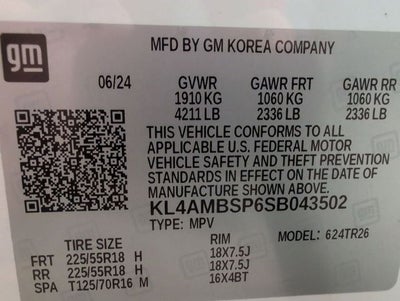 gm
MFD BY GM KOREA COMPANY
06/24 GVWR GAWR FRT GAWR RR
1910 KG 1060 KG 1060 KG
4211 LB 2336 LB 2336 LB
THIS VEHICLE CONFORMS TO ALL
APPLICABLE U.S. FEDERAL MOTOR
VEHICLE SAFETY THEFT PREVENTION
STANDARDS IN EFFECT ON THE DATE OF
MANUFACTURE SHOWN ABOVE.
KL4AMBSP6SB043502
TYPE: MPV MODEL: 624TR26
TIRE SIZE RIM
FRT 225/55R18 H 18X7.5J
RR 225/55R18 H 18X7.5J
SPA T125/70R16 M 16X4BT